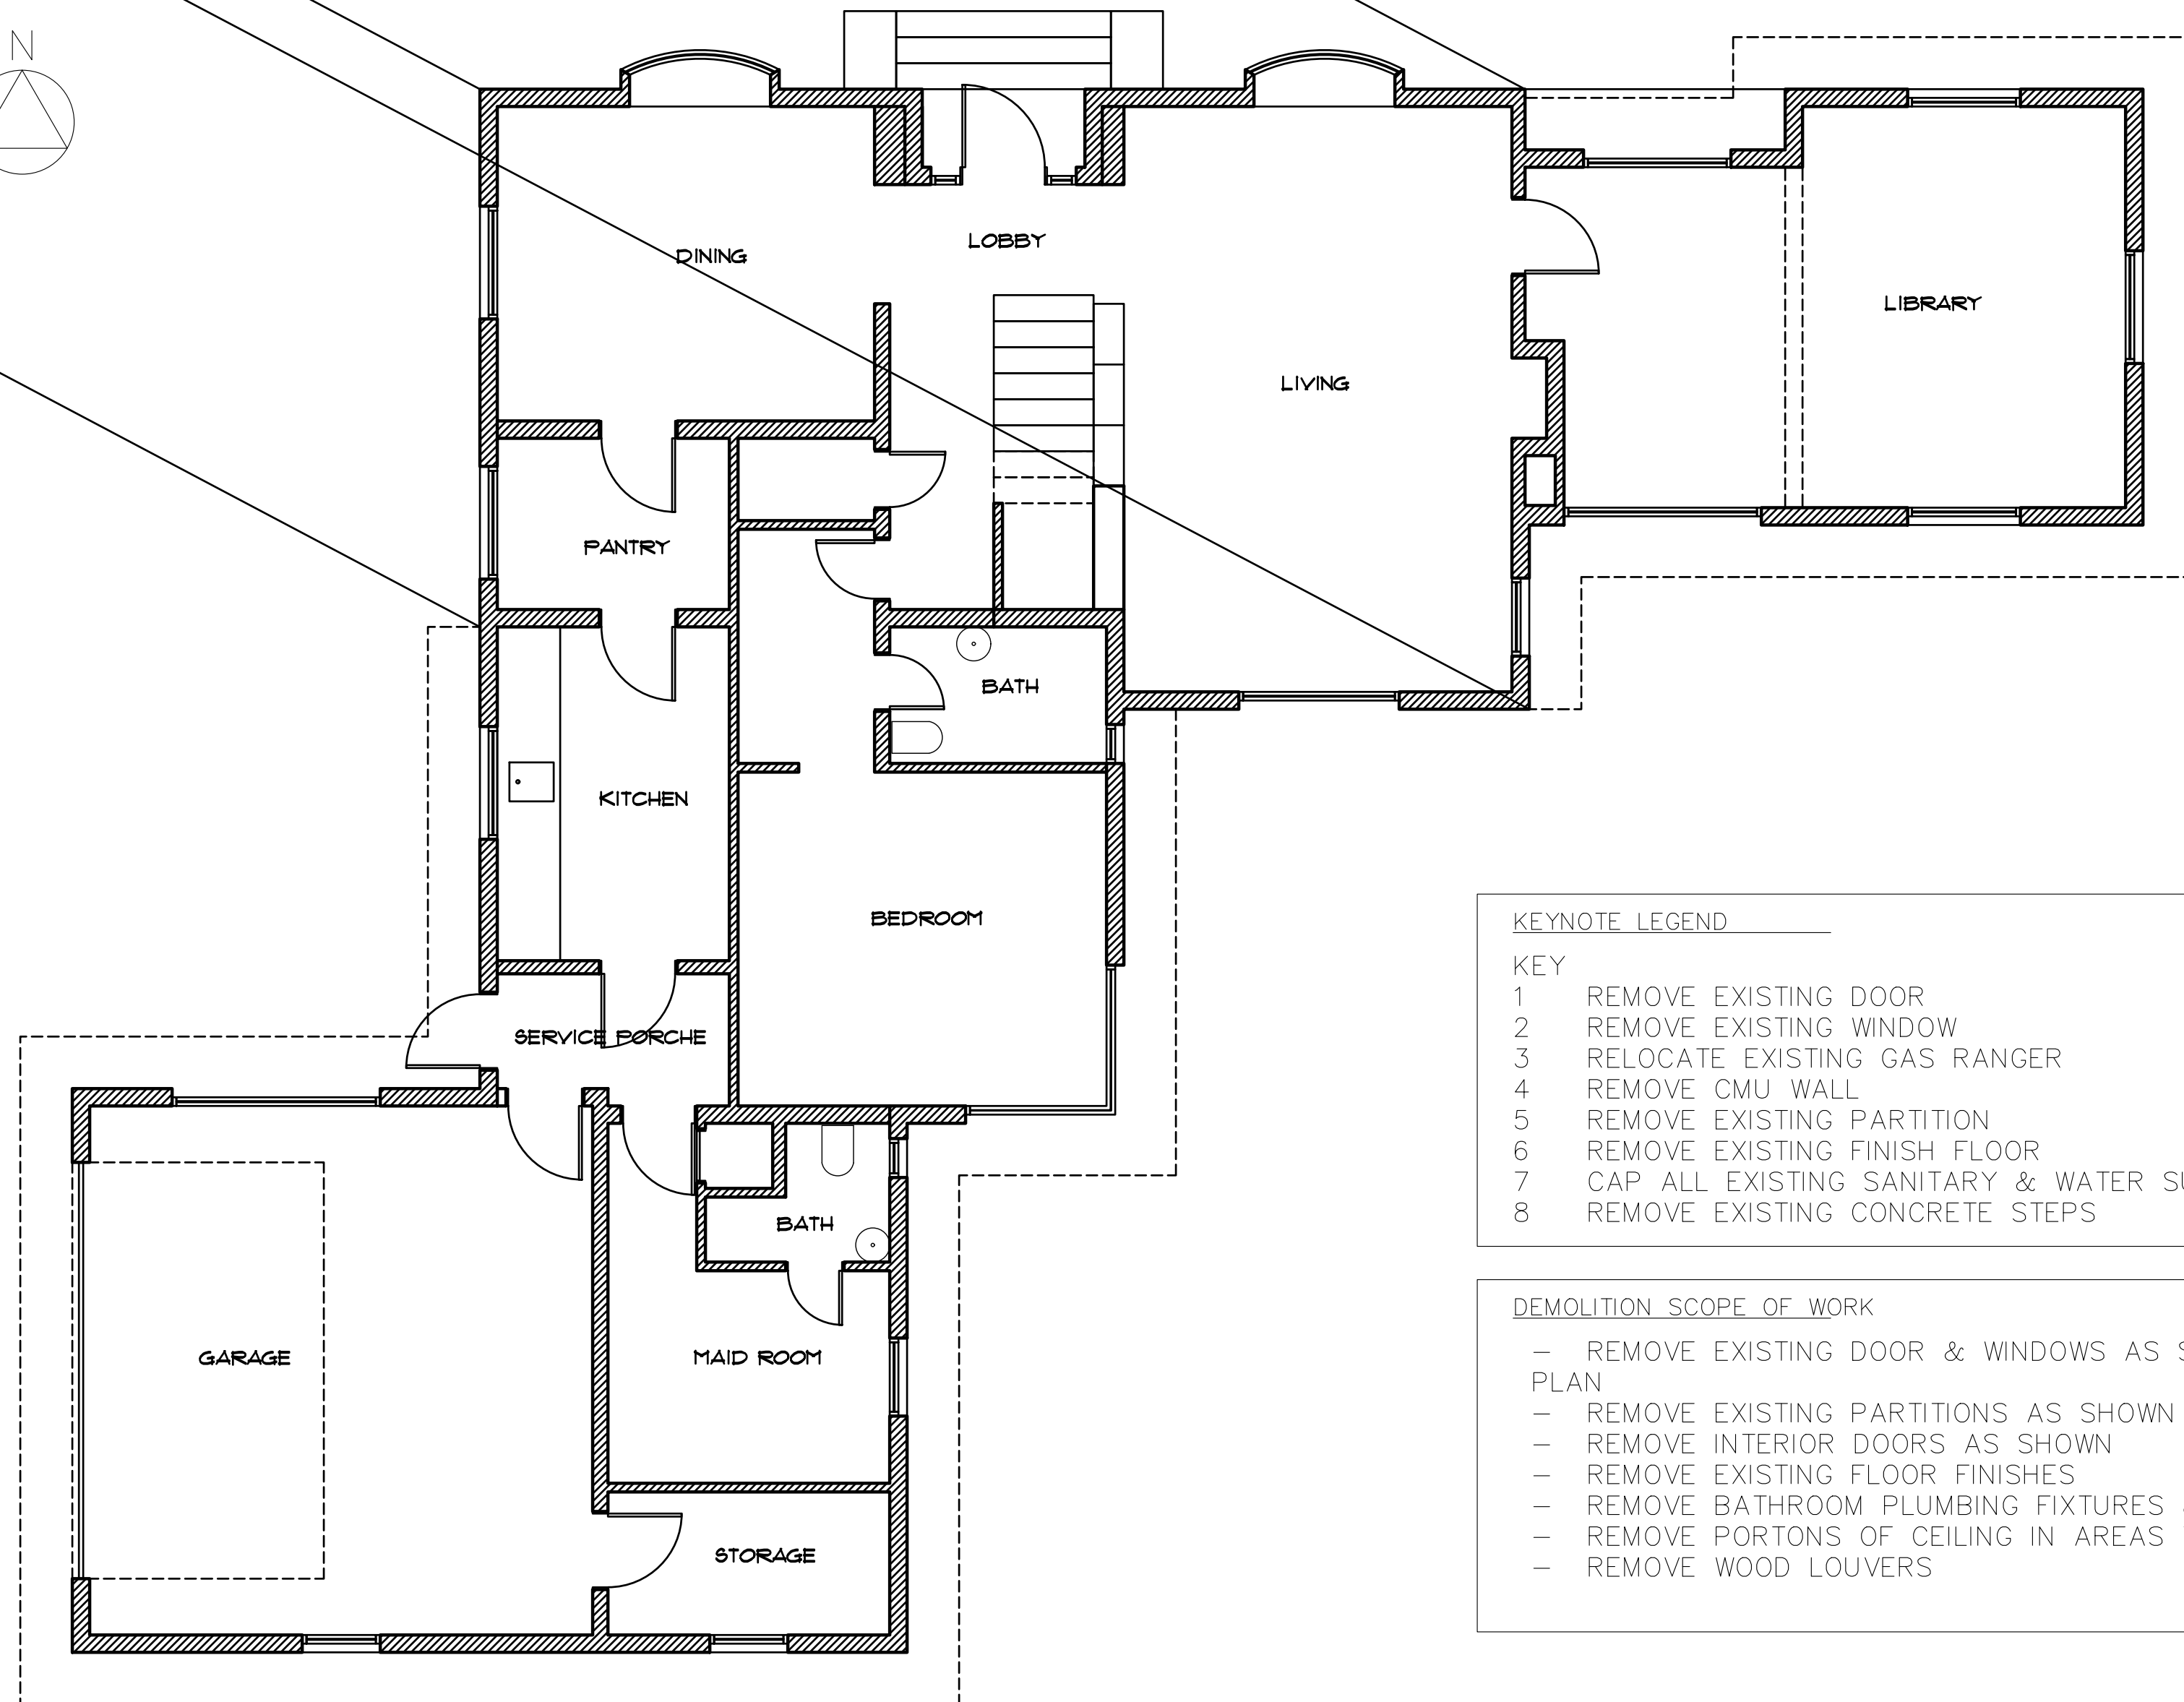 N
DINING
LOBBY
LIBRARY
LIVING
PANTRY
BATH
KITCHEN
BEDROOM
SERVICE PORCHE
BATH
GARAGE
MAID ROOM
STORAGE
KEYNOTE LEGEND
KEY
1 REMOVE EXISTING DOOR
2 REMOVE EXISTING WINDOW
3 RELOCATE EXISTING GAS RANGER
4 REMOVE CMU WALL
5 REMOVE EXISTING PARTITION
6 REMOVE EXISTING FINISH FLOOR
7 CAP ALL EXISTING SANITARY & WATER
8 REMOVE EXISTING CONCRETE STEPS
DEMOLITION SCOPE OF WORK
- REMOVE EXISTING DOOR & WINDOWS AS
PLAN
- REMOVE EXISTING PARTITIONS AS SHOWN
- REMOVE INTERIOR DOORS AS SHOWN
- REMOVE EXISTING FLOOR FINISHES
- REMOVE BATHROOM PLUMBING FIXTURES
- REMOVE PORTONS OF CEILING IN AREAS
- REMOVE WOOD LOUVERS